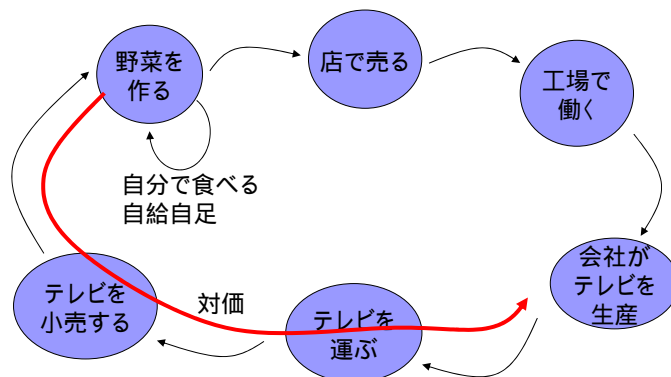 野菜を
作る
店で売る
工場で
働く
自分で食べる
自給自足
会社が
テレビを
生産
テレビを
運ぶ
対価
テレビを
小売する